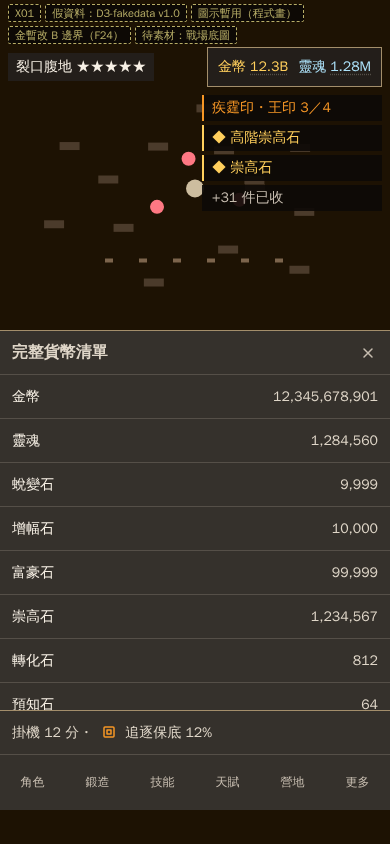 X01 假資料：D3-fakedata v1.0 圖示暫用（程式畫）
金暫改 B 邊界（F24） 待素材：戰場底圖
裂口腹地 ★★★★★
金幣 12.3B 靈魂 1.28M
疾霆印・王印 3／4
◆ 高階崇高石
◆ 崇高石
+31 件已收
完整貨幣清單 ×
金幣 12,345,678,901
靈魂 1,284,560
蛻變石 9,999
增幅石 10,000
富豪石 99,999
崇高石 1,234,567
轉化石 812
預知石 64
掛機 12 分・ 追逐保底 12%
角色 鍛造 技能 天賦 營地 更多